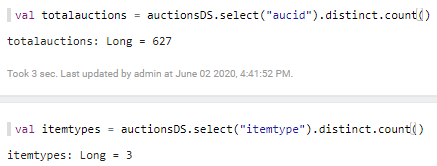 val totalauctions = auctionsDS.select("aucid").distinct.count()
totalauctions: Long = 627
Took 3 sec. Last updated by admin at June 02 2020, 4:41:52 PM.
val itemtypes = auctionsDS.select("itemtype").distinct.count()
itemtypes: Long = 3